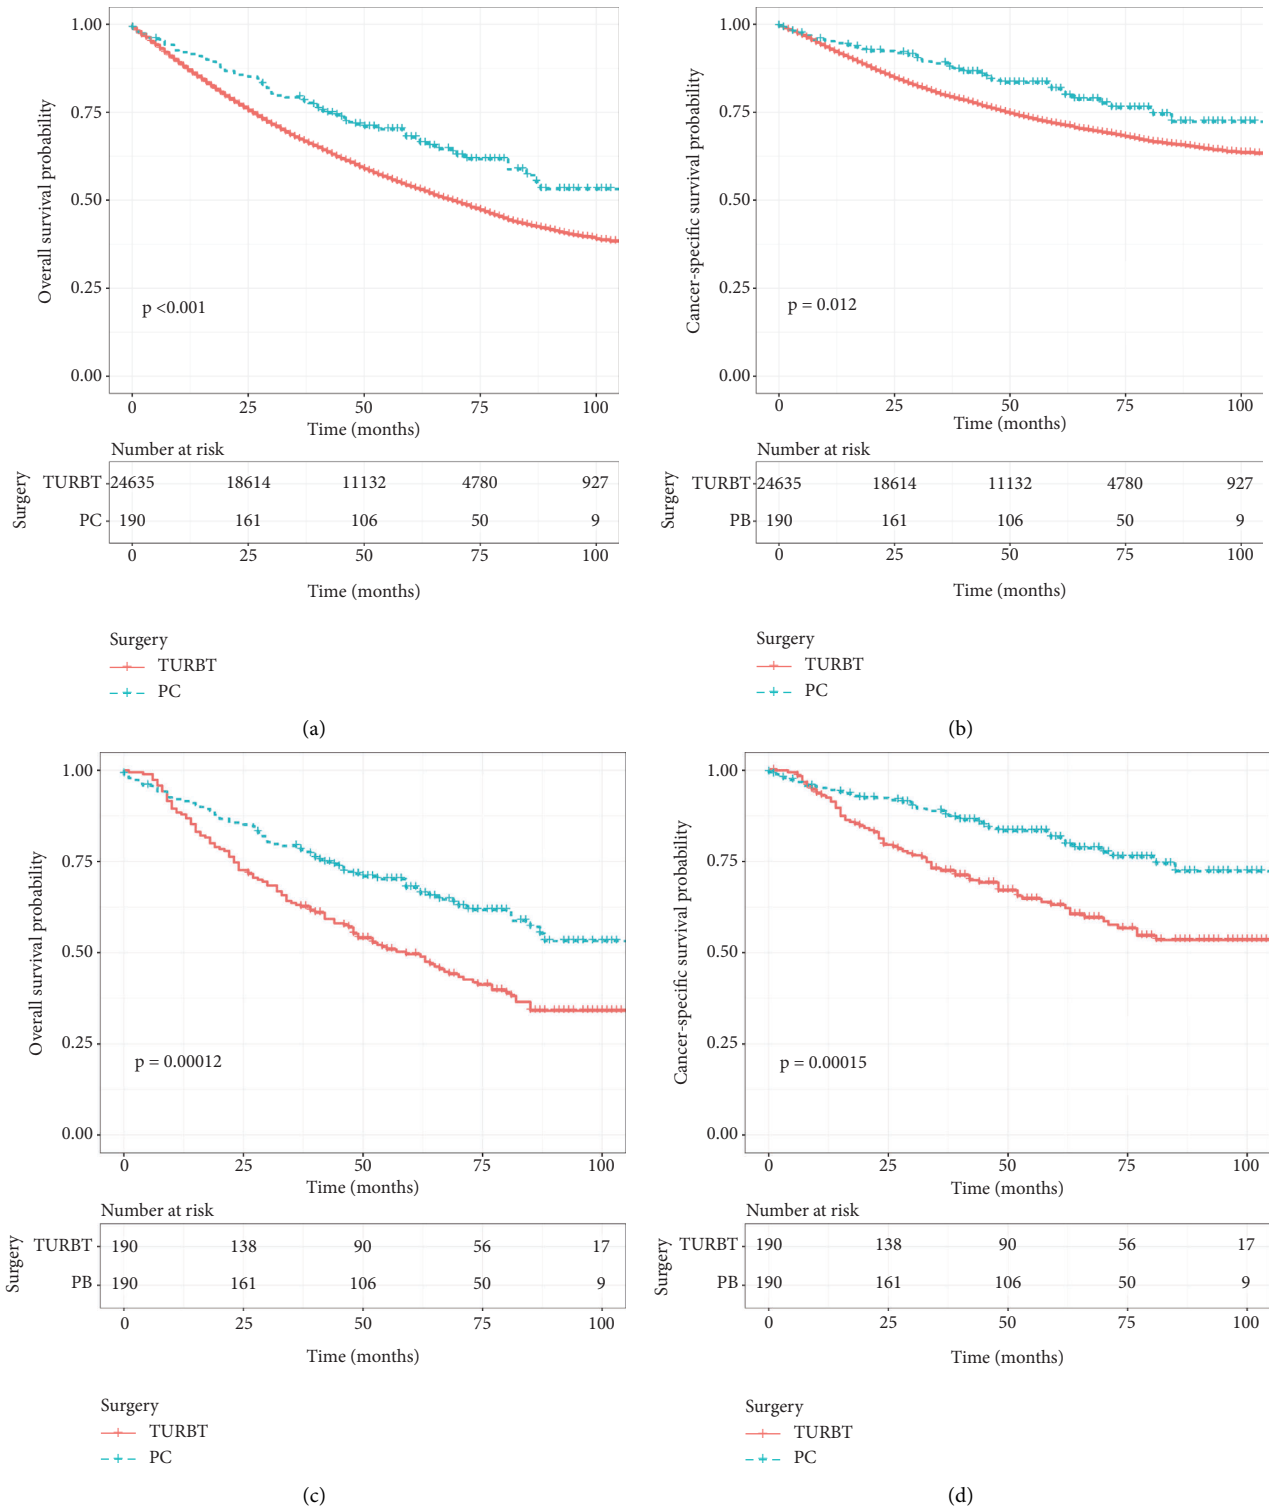 1.00
0.75
0.50
0.25
0.00
Overall survival probability
p <0.001
0 25 50 75 100
Time (months)
Number at risk
Surgery
TURBT 24635 18614 11132 4780 927
PC 190 161 106 50 9
0 25 50 75 100
Time (months)
Surgery
TURBT
PC
(a)
1.00
0.75
0.50
0.25
0.00
Cancer-specific survival probability
p = 0.012
0 25 50 75 100
Time (months)
Number at risk
Surgery
TURBT 24635 18614 11132 4780 927
PB 190 161 106 50 9
0 25 50 75 100
Time (months)
Surgery
TURBT
PC
(b)
1.00
0.75
0.50
0.25
0.00
Overall survival probability
p = 0.00012
0 25 50 75 100
Time (months)
Number at risk
Surgery
TURBT 190 138 90 56 17
PB 190 161 106 50 9
0 25 50 75 100
Time (months)
Surgery
TURBT
PC
(c)
1.00
0.75
0.50
0.25
0.00
Cancer-specific survival probability
p = 0.00015
0 25 50 75 100
Time (months)
Number at risk
Surgery
TURBT 190 138 90 56 17
PB 190 161 106 50 9
0 25 50 75 100
Time (months)
Surgery
TURBT
PC
(d)